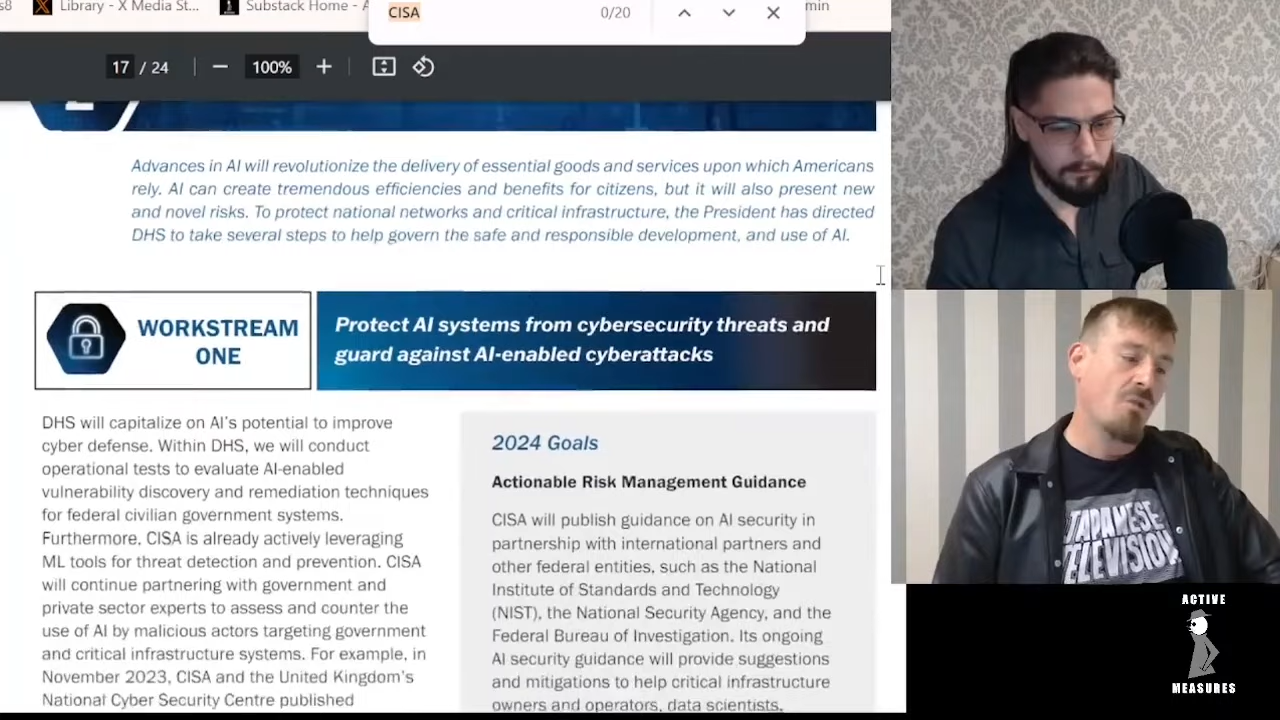 s8
Library - X Media St...
Substack Home - A
CISA
0/20
min
17 / 24
100%
Advances in AI will revolutionize the delivery of essential goods and services upon which Americans
rely. AI can create tremendous efficiencies and benefits for citizens, but it will also present new
and novel risks. To protect national networks and critical infrastructure, the President has directed
DHS to take several steps to help govern the safe and responsible development, and use of AI.
WORKSTREAM
ONE
Protect AI systems from cybersecurity threats and
guard against AI-enabled cyberattacks
DHS will capitalize on AI's potential to improve
cyber defense. Within DHS, we will conduct
operational tests to evaluate AI-enabled
vulnerability discovery and remediation techniques
for federal civilian government systems.
Furthermore, CISA is already actively leveraging
ML tools for threat detection and prevention. CISA
will continue partnering with government and
private sector experts to assess and counter the
use of AI by malicious actors targeting government
and critical infrastructure systems. For example, in
November 2023, CISA and the United Kingdom's
National Cyber Security Centre published
2024 Goals
Actionable Risk Management Guidance
CISA will publish guidance on AI security in
partnership with international partners and
other federal entities, such as the National
Institute of Standards and Technology
(NIST), the National Security Agency, and the
Federal Bureau of Investigation. Its ongoing
AI security guidance will provide suggestions
and mitigations to help critical infrastructure
owners and operators, data scientists,
JAPANESE
TELEVISION
ACTIVE
MEASURES